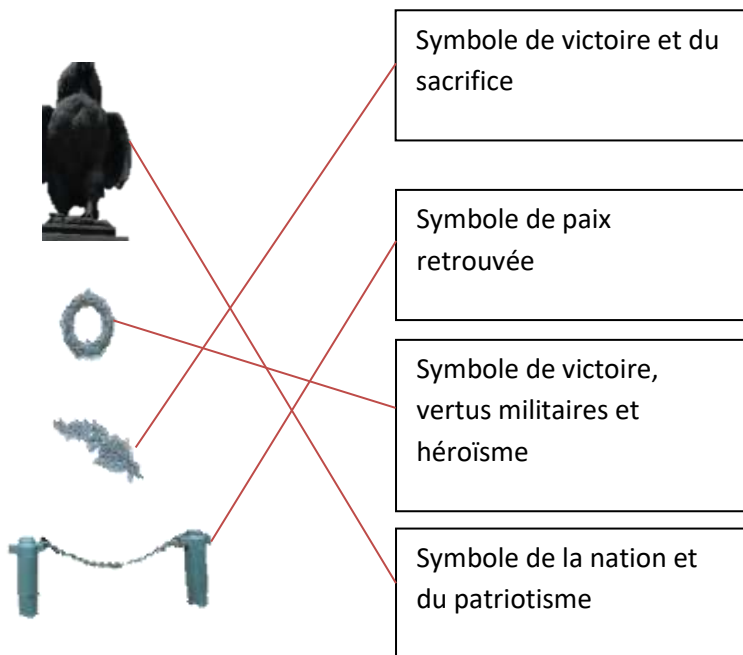 Symbole de victoire et du
sacrifice
Symbole de paix
retrouvée
Symbole de victoire,
vertus militaires et
héroïsme
Symbole de la nation et
du patriotisme